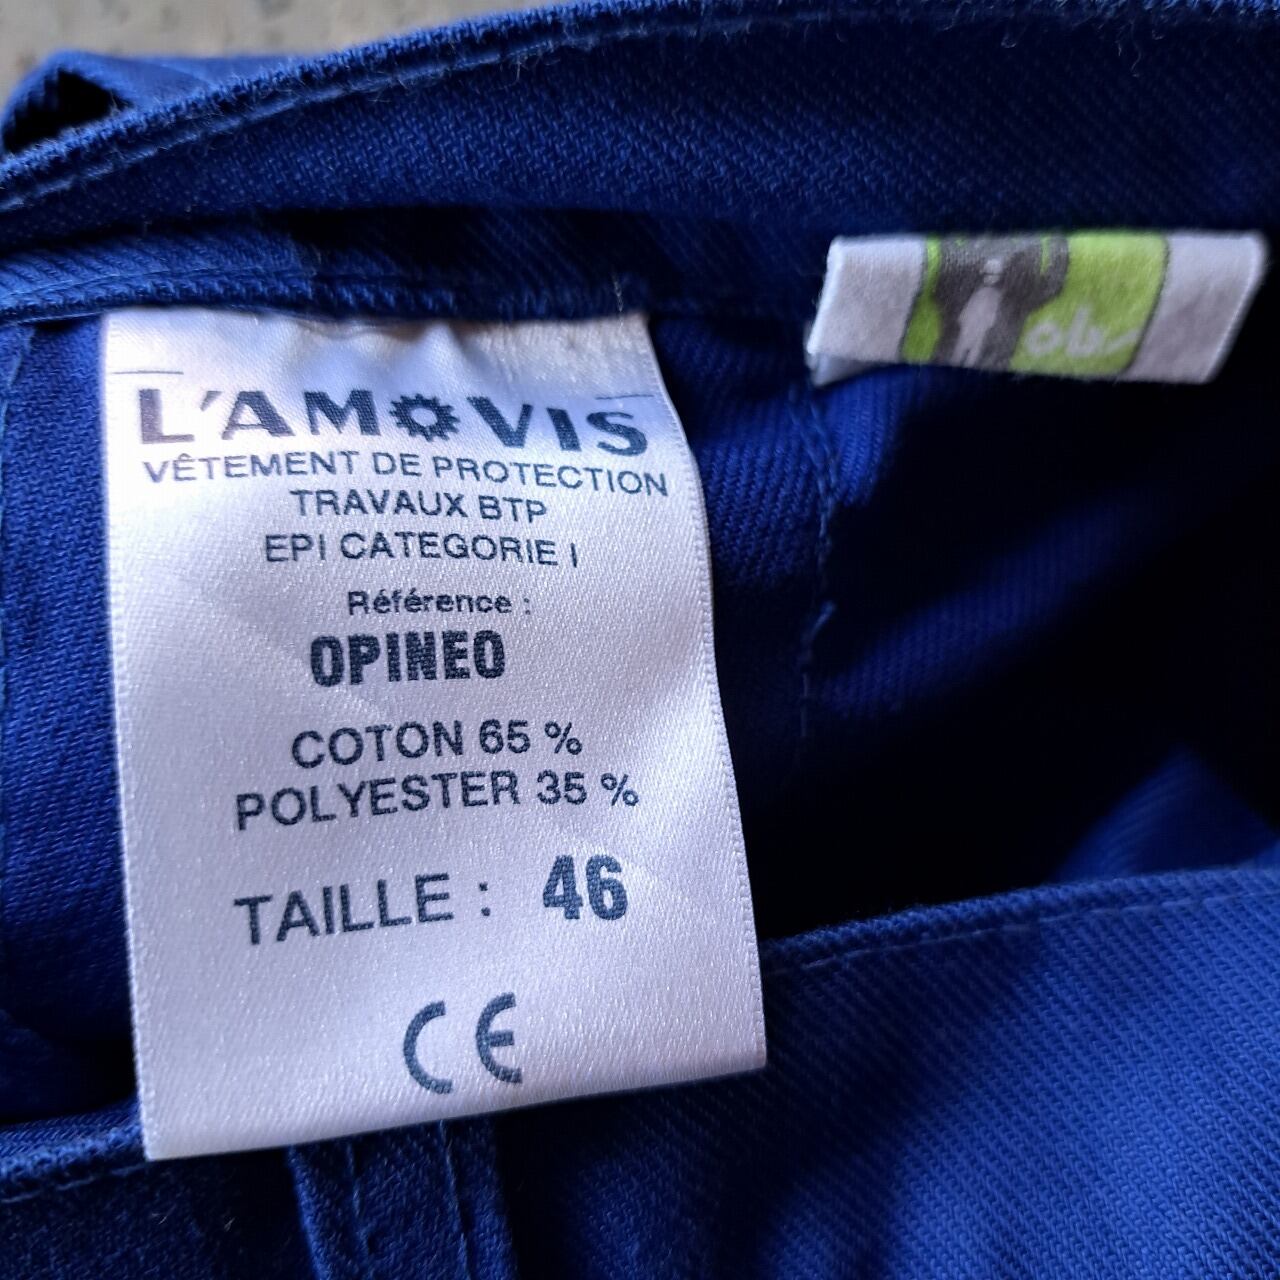 L'AMOVIS
VÊTEMENT DE PROTECTION
TRAVAUX BTP
EPI CATEGORIE I
Référence :
OPINEO
COTON 65 %
POLYESTER 35 %
TAILLE : 46
CE